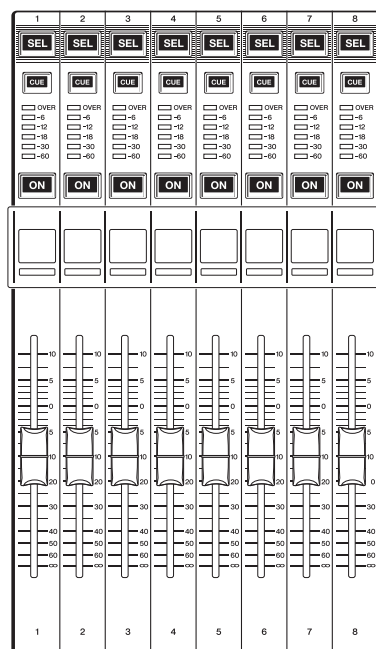 1 2 3 4 5 6 7 8
SEL SEL SEL SEL SEL SEL SEL SEL
CUE CUE CUE CUE CUE CUE CUE CUE
OVER OVER OVER OVER OVER OVER OVER OVER
-6 -6 -6 -6 -6 -6 -6 -6
-12 -12 -12 -12 -12 -12 -12 -12
-18 -18 -18 -18 -18 -18 -18 -18
-30 -30 -30 -30 -30 -30 -30 -30
-60 -60 -60 -60 -60 -60 -60 -60
ON ON ON ON ON ON ON ON
10 10 10 10 10 10 10 10
5 5 5 5 5 5 5 5
0 0 0 0 0 0 0 0
5 5 5 5 5 5 5 5
10 10 10 10 10 10 10 10
20 20 20 20 20 20 20 0
30 30 30 30 30 30 30 30
40 40 40 40 40 40 40 40
50 50 50 50 50 50 50 50
60 60 60 60 60 60 60 60
∞ ∞ ∞ ∞ ∞ ∞ ∞ ∞
1 2 3 4 5 6 7 8